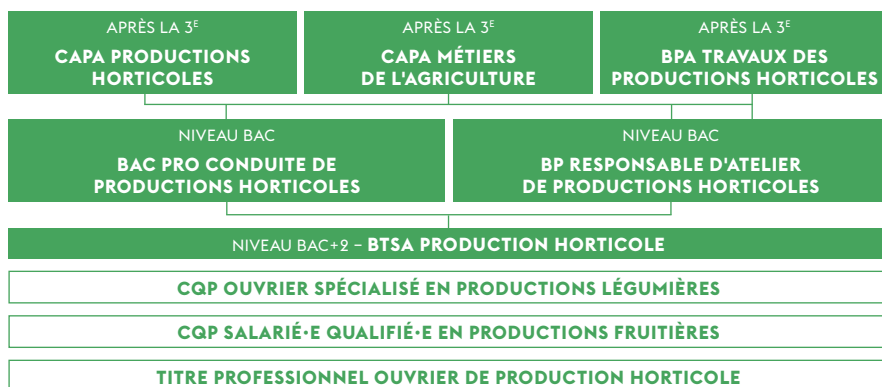 APRÈS LA 3E
CAPA PRODUCTIONS
HORTICOLES
APRÈS LA 3E
CAPA MÉTIERS
DE L'AGRICULTURE
APRÈS LA 3E
BPA TRAVAUX DES
PRODUCTIONS HORTICOLES
NIVEAU BAC
BAC PRO CONDUITE DE
PRODUCTIONS HORTICOLES
NIVEAU BAC
BP RESPONSABLE D'ATELIER
DE PRODUCTIONS HORTICOLES
NIVEAU BAC+2 – BTSA PRODUCTION HORTICOLE
CQP OUVRIER SPÉCIALISÉ EN PRODUCTIONS LÉGUMIÈRES
CQP SALARIÉ·E QUALIFIÉ·E EN PRODUCTIONS FRUITIÈRES
TITRE PROFESSIONNEL OUVRIER DE PRODUCTION HORTICOLE